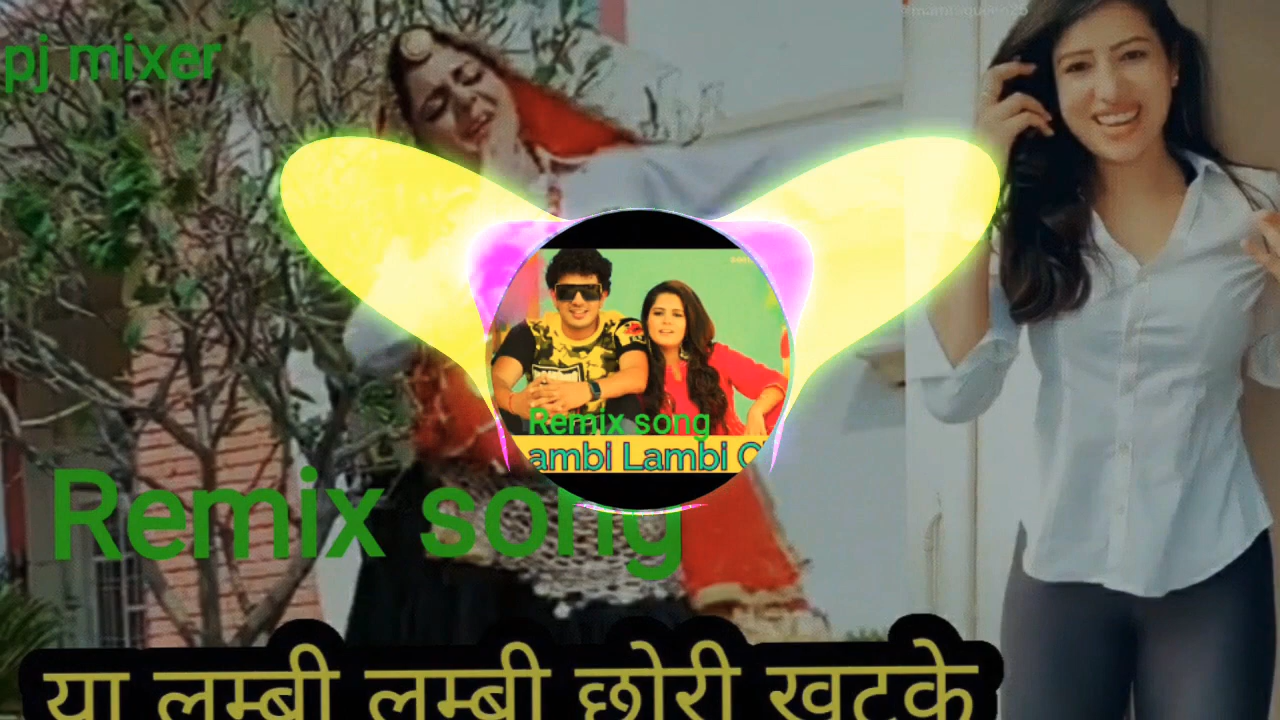 pj mixer
Remix song
ambi Lambi
Remix song
या लम्बी लम्बी छोरी खटके